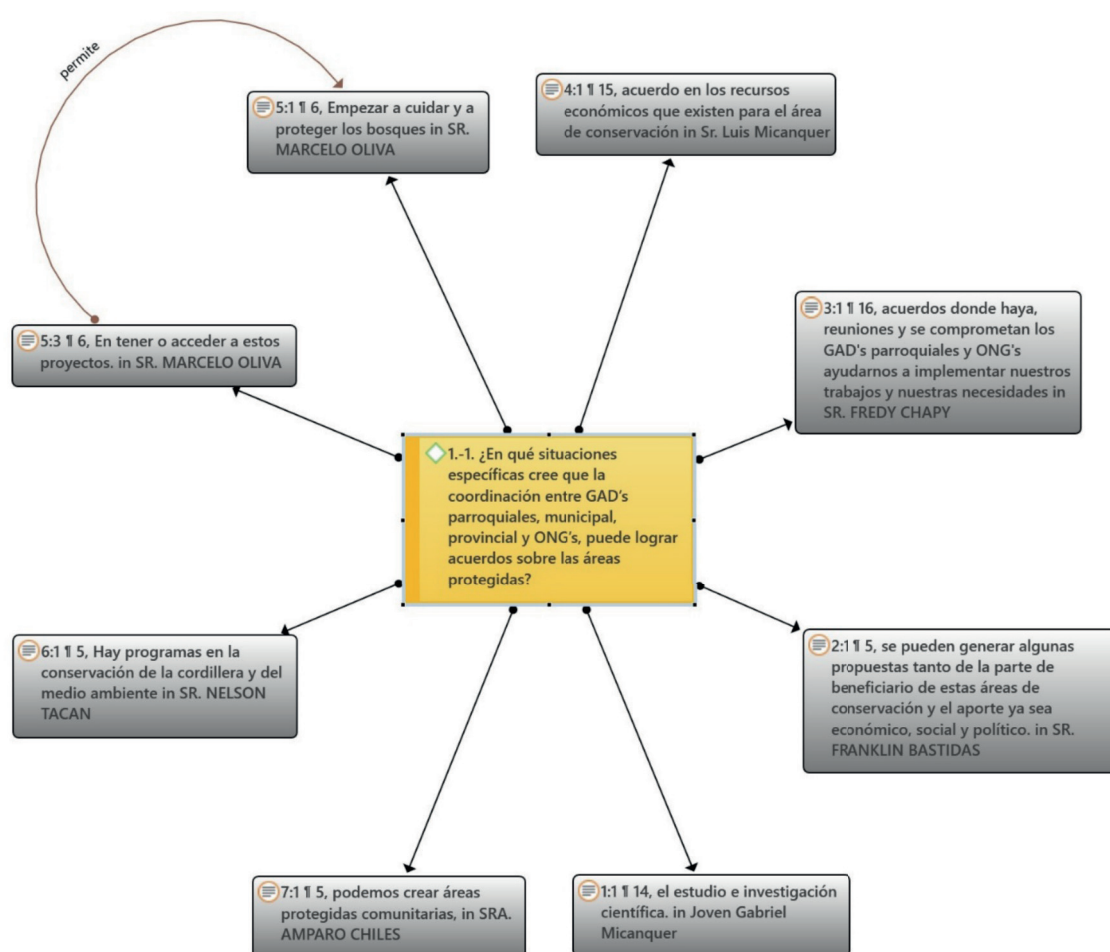 permite
5:1 ¶ 6, Empezar a cuidar y a
proteger los bosques in SR.
MARCELO OLIVA
4:1 ¶ 15, acuerdo en los recursos
económicos que existen para el área
de conservación in Sr. Luis Micanquer
5:3 ¶ 6, En tener o acceder a estos
proyectos. in SR. MARCELO OLIVA
3:1 ¶ 16, acuerdos donde haya,
reuniones y se comprometan los
GAD's parroquiales y ONG's
ayudarnos a implementar nuestros
trabajos y nuestras necesidades in
SR. FREDY CHAPY
1.-1. ¿En qué situaciones
específicas cree que la
coordinación entre GAD's
parroquiales, municipal,
provincial y ONG's, puede lograr
acuerdos sobre las áreas
protegidas?
6:1 ¶ 5, Hay programas en la
conservación de la cordillera y del
medio ambiente in SR. NELSON
TACAN
2:1 ¶ 5, se pueden generar algunas
propuestas tanto de la parte de
beneficiario de estas áreas de
conservación y el aporte ya sea
económico, social y político. in SR.
FRANKLIN BASTIDAS
7:1 ¶ 5, podemos crear áreas
protegidas comunitarias, in SRA.
AMPARO CHILES
1:1 ¶ 14, el estudio e investigación
científica. in Joven Gabriel
Micanquer